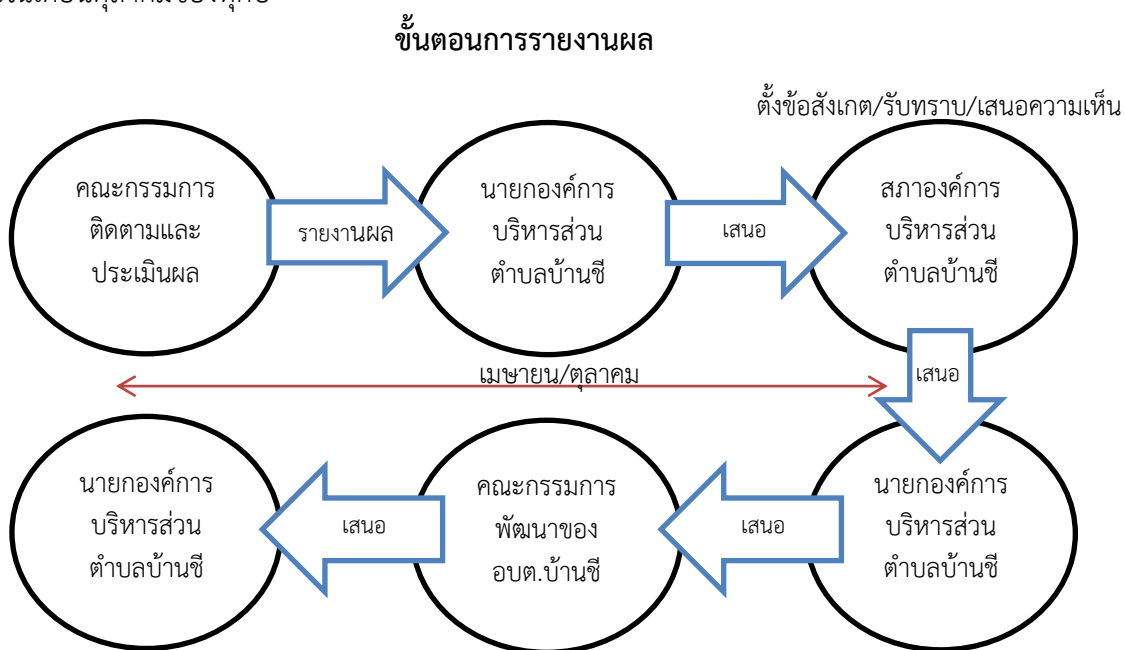 ขั้นตอนการรายงานผล
ตั้งข้อสังเกต/รับทราบ/เสนอความเห็น
คณะกรรมการ
ติดตามและ
ประเมินผล
รายงานผล
นายกองค์การ
บริหารส่วน
ตำบลบ้านชี
เสนอ
สภาองค์การ
บริหารส่วน
ตำบลบ้านชี
เสนอ
เมษายน/ตุลาคม
นายกองค์การ
บริหารส่วน
ตำบลบ้านชี
เสนอ
คณะกรรมการ
พัฒนาของ
อบต.บ้านชี
เสนอ
นายกองค์การ
บริหารส่วน
ตำบลบ้านชี